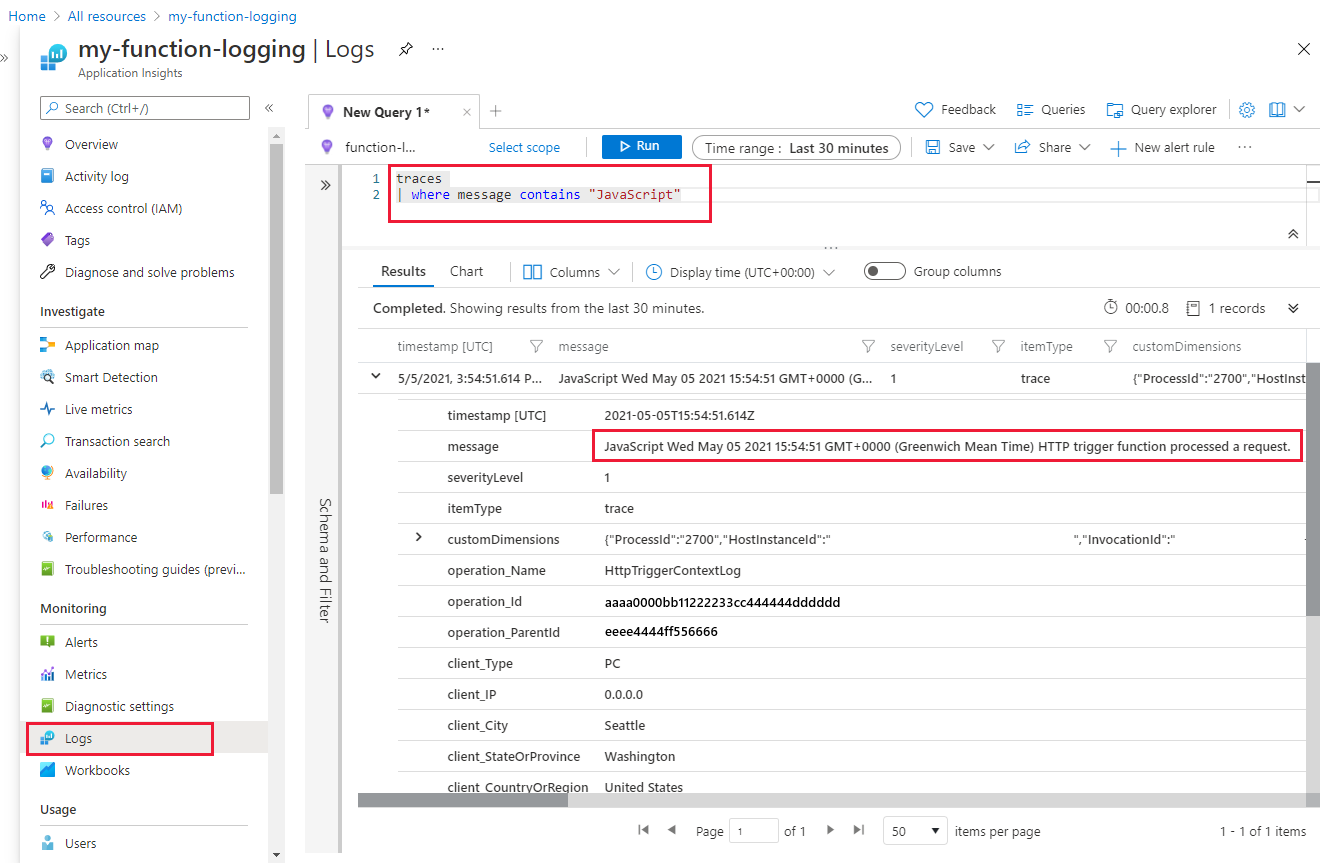 Home > All resources > my-function-logging
my-function-logging | Logs
Application Insights
Search (Ctrl+/)
Overview
Activity log
Access control (IAM)
Tags
Diagnose and solve problems
Investigate
Application map
Smart Detection
Live metrics
Transaction search
Availability
Failures
Performance
Troubleshooting guides (previ...
Monitoring
Alerts
Metrics
Diagnostic settings
Logs
Workbooks
Usage
Users
New Query 1*
Feedback Queries Query explorer
function-l... Select scope Run Time range : Last 30 minutes Save Share New alert rule
1 traces
2 | where message contains "JavaScript"
Schema and Filter
Results Chart Columns Display time (UTC+00:00) Group columns
Completed. Showing results from the last 30 minutes. 00:00.8 1 records
timestamp [UTC] message severityLevel itemType customDimensions
5/5/2021, 3:54:51.614 P... JavaScript Wed May 05 2021 15:54:51 GMT+0000 (G... 1 trace {"ProcessId":"2700","HostInst
timestamp [UTC] 2021-05-05T15:54:51.614Z
message JavaScript Wed May 05 2021 15:54:51 GMT+0000 (Greenwich Mean Time) HTTP trigger function processed a request.
severityLevel 1
itemType trace
customDimensions {"ProcessId":"2700","HostInstanceId":" ","InvocationId":"
operation_Name HttpTriggerContextLog
operation_Id aaaa0000bb11222233cc444444dddddd
operation_ParentId eeee4444ff556666
client_Type PC
client_IP 0.0.0.0
client_City Seattle
client_StateOrProvince Washington
client_CountryOrRegion United States
Page 1 of 1 50 items per page 1 - 1 of 1 items